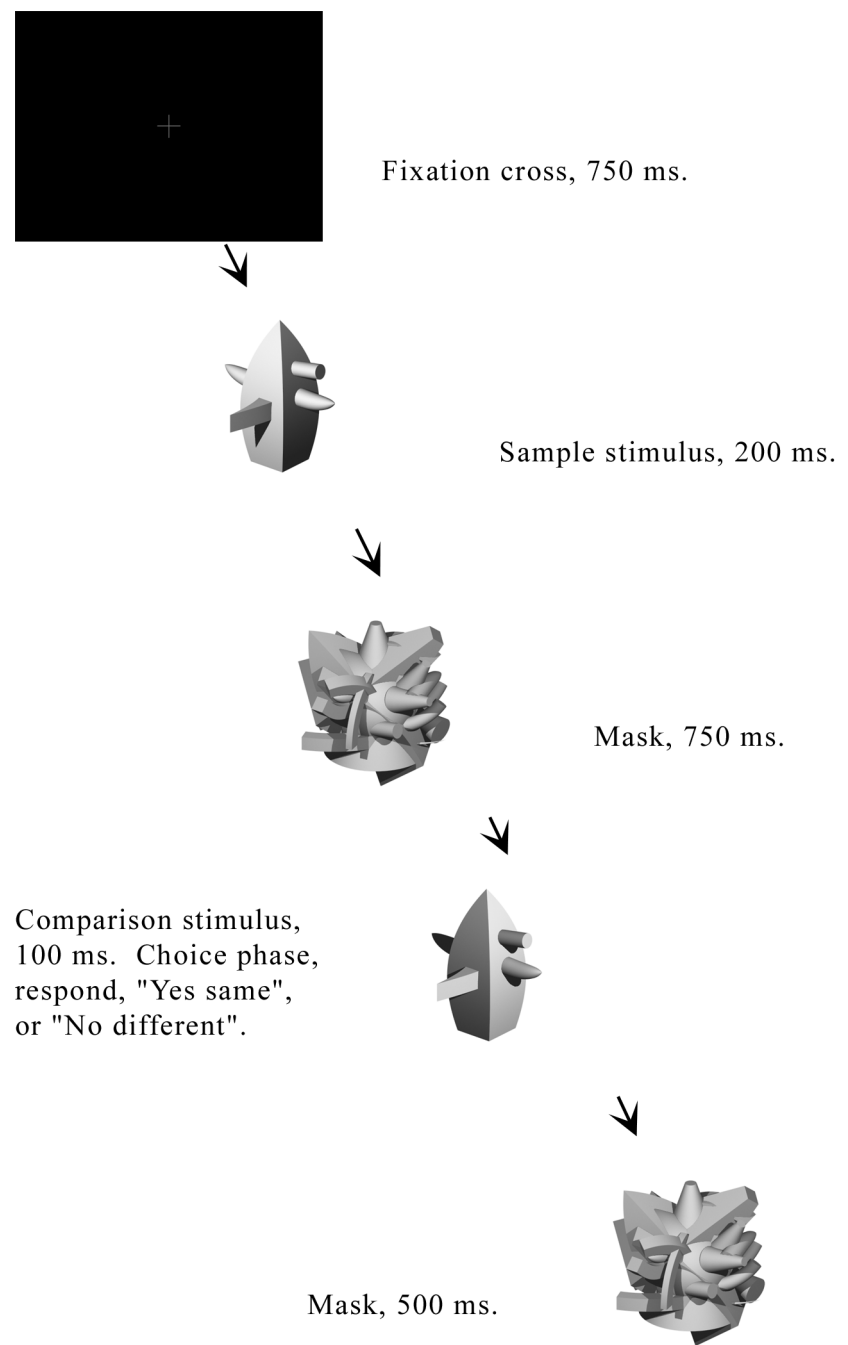 Fixation cross, 750 ms.
Sample stimulus, 200 ms.
Mask, 750 ms.
Comparison stimulus,
100 ms.  Choice phase,
respond, "Yes same",
or "No different".
Mask, 500 ms.